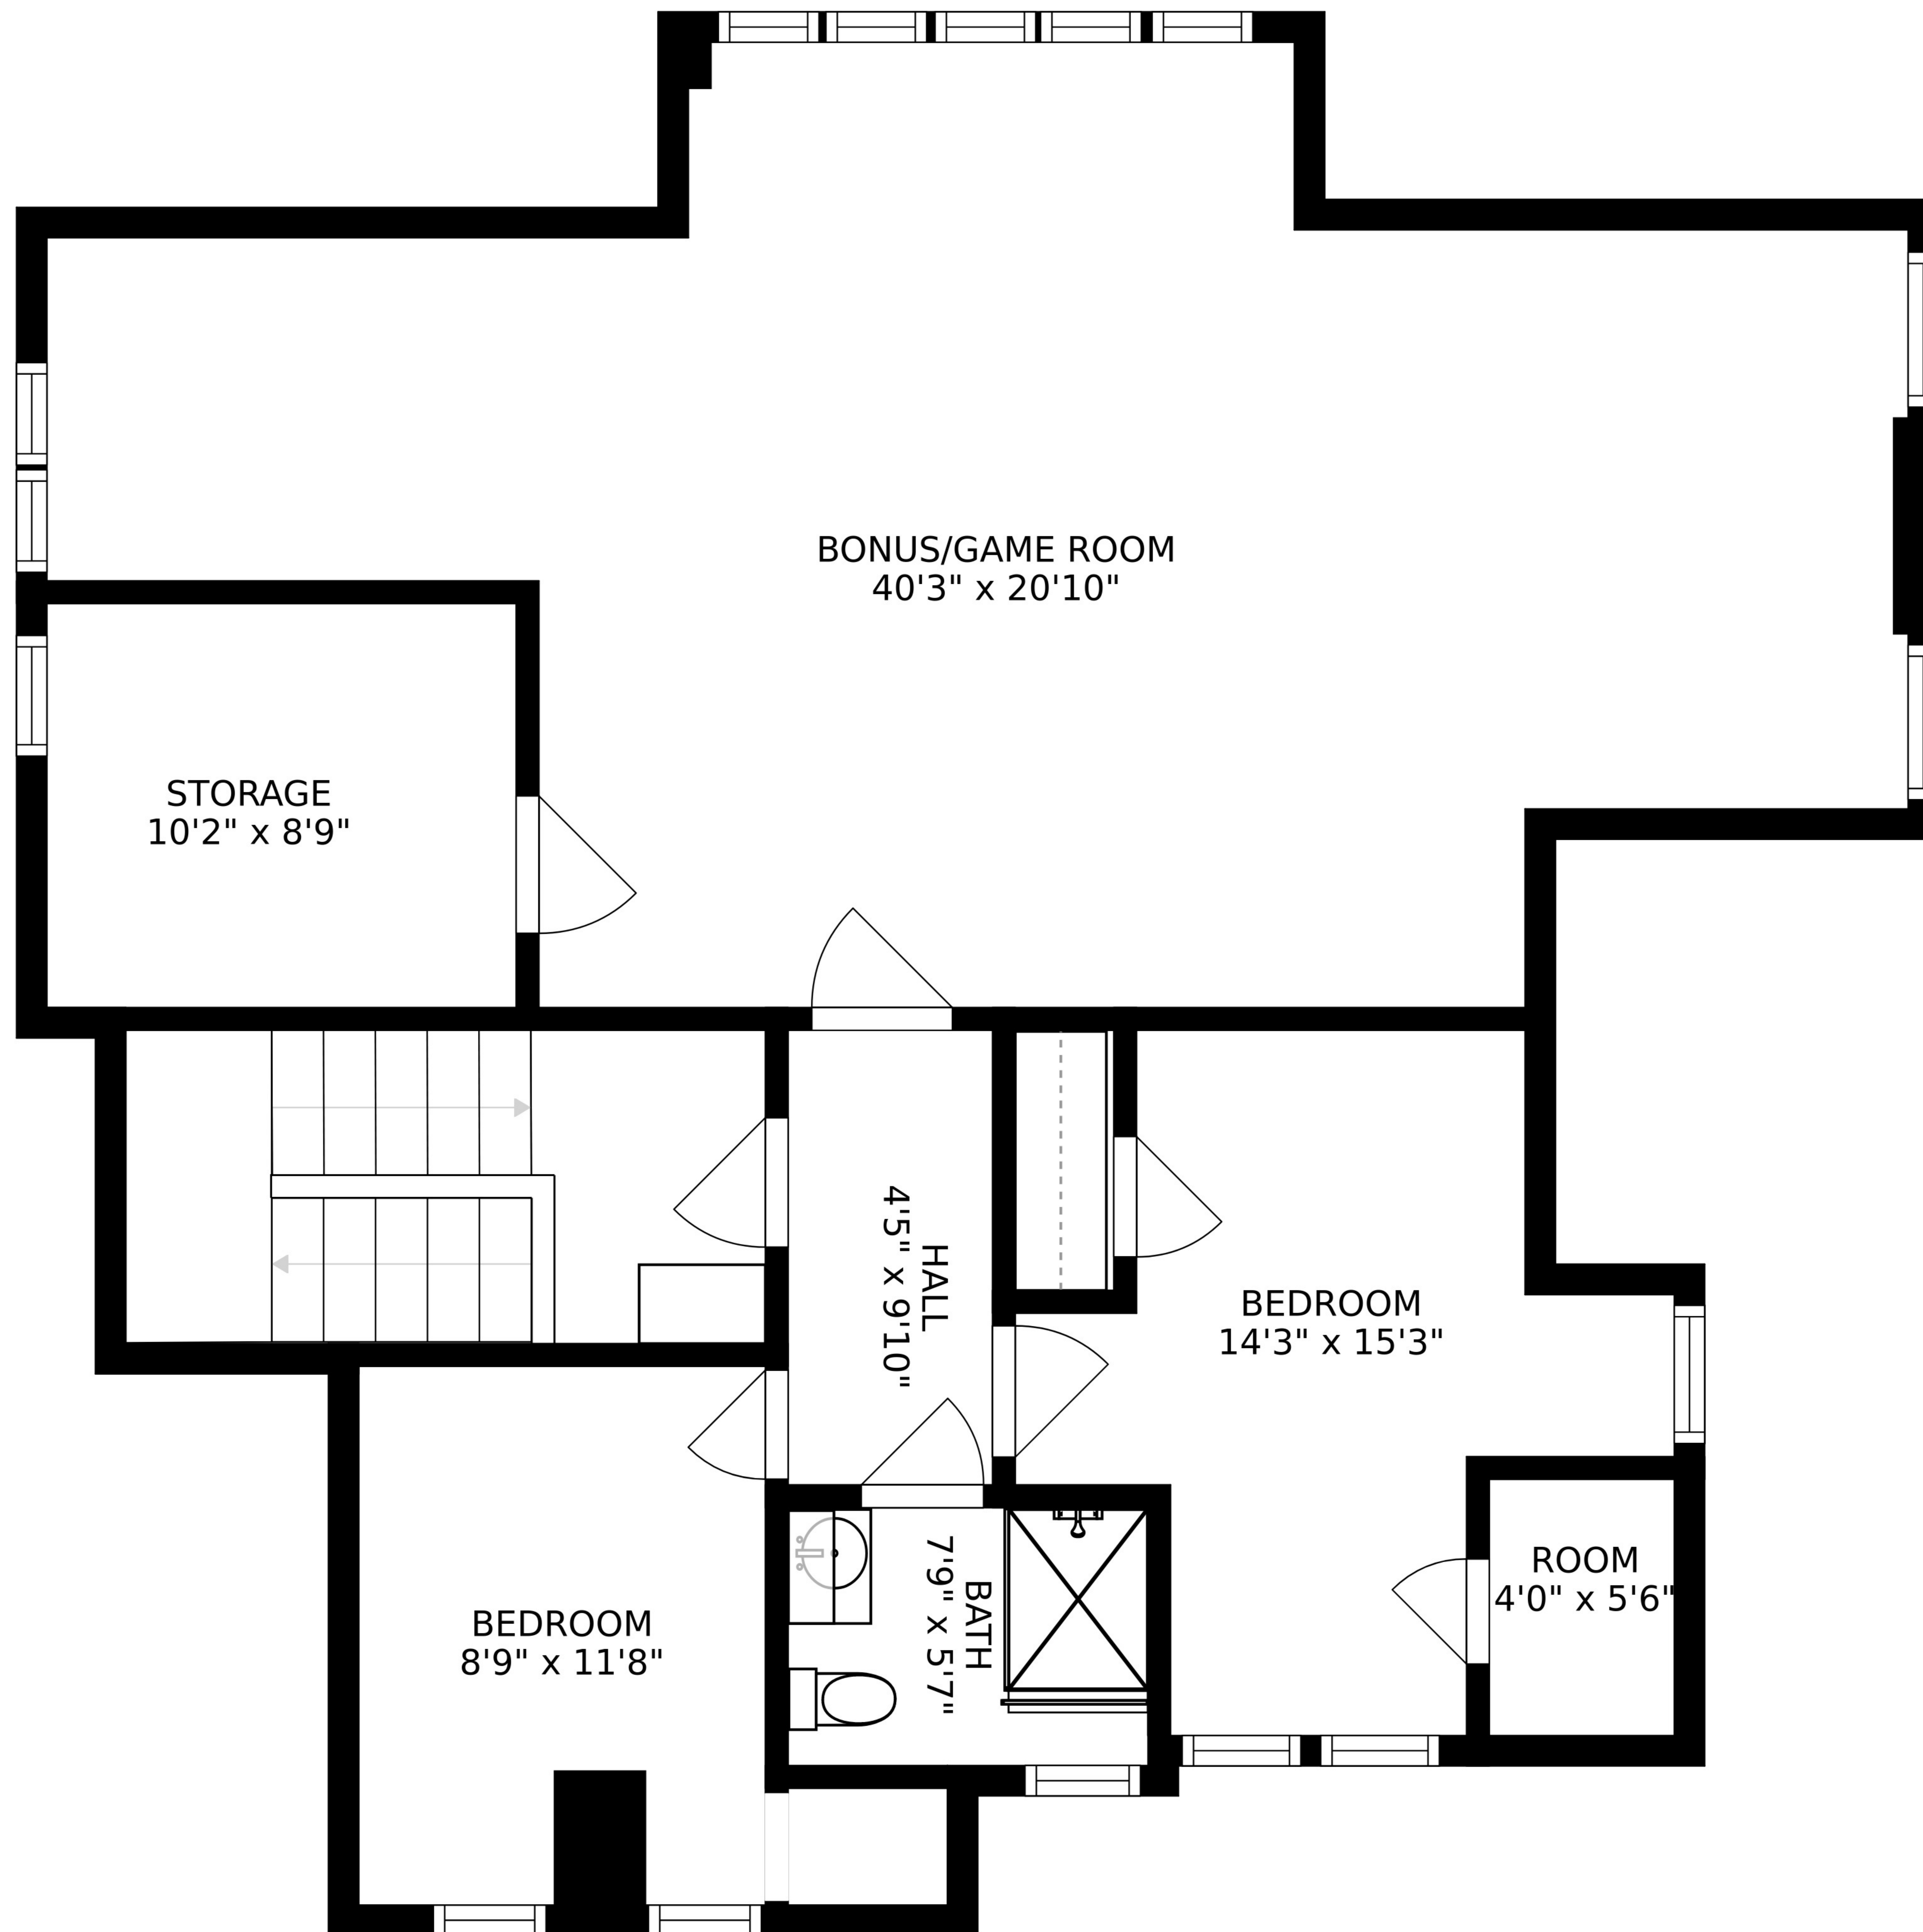 BONUS/GAME ROOM
40'3" x 20'10"
STORAGE
10'2" x 8'9"
HALL
4'5" x 9'10"
BEDROOM
14'3" x 15'3"
ROOM
4'0" x 5'6"
BATH
7'9" x 5'7"
BEDROOM
8'9" x 11'8"